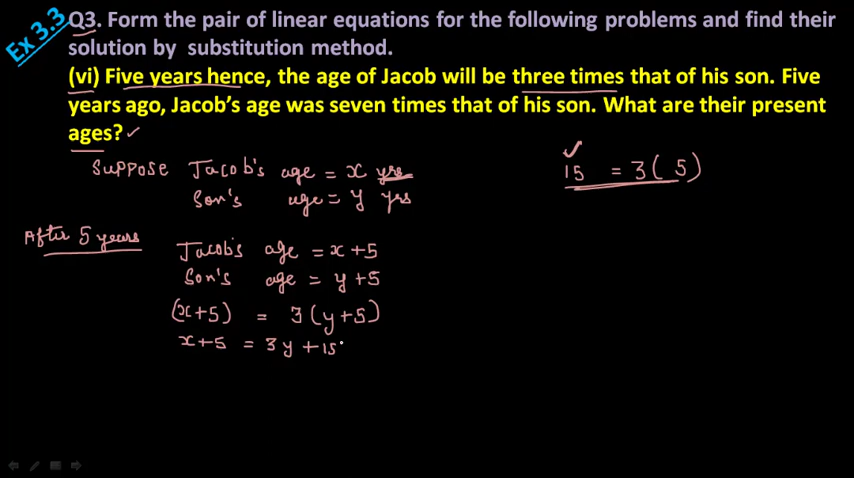 Ex 3.3
Q3. Form the pair of linear equations for the following problems and find their
solution by substitution method.
(vi) Five years hence, the age of Jacob will be three times that of his son. Five
years ago, Jacob's age was seven times that of his son. What are their present
ages?
Suppose Jacob's age = x yrs
15 = 3(5)
Son's age = y yrs
After 5 years
Jacob's age = x+5
Son's age = y+5
(x+5) = 3(y+5)
x+5 = 3y+15